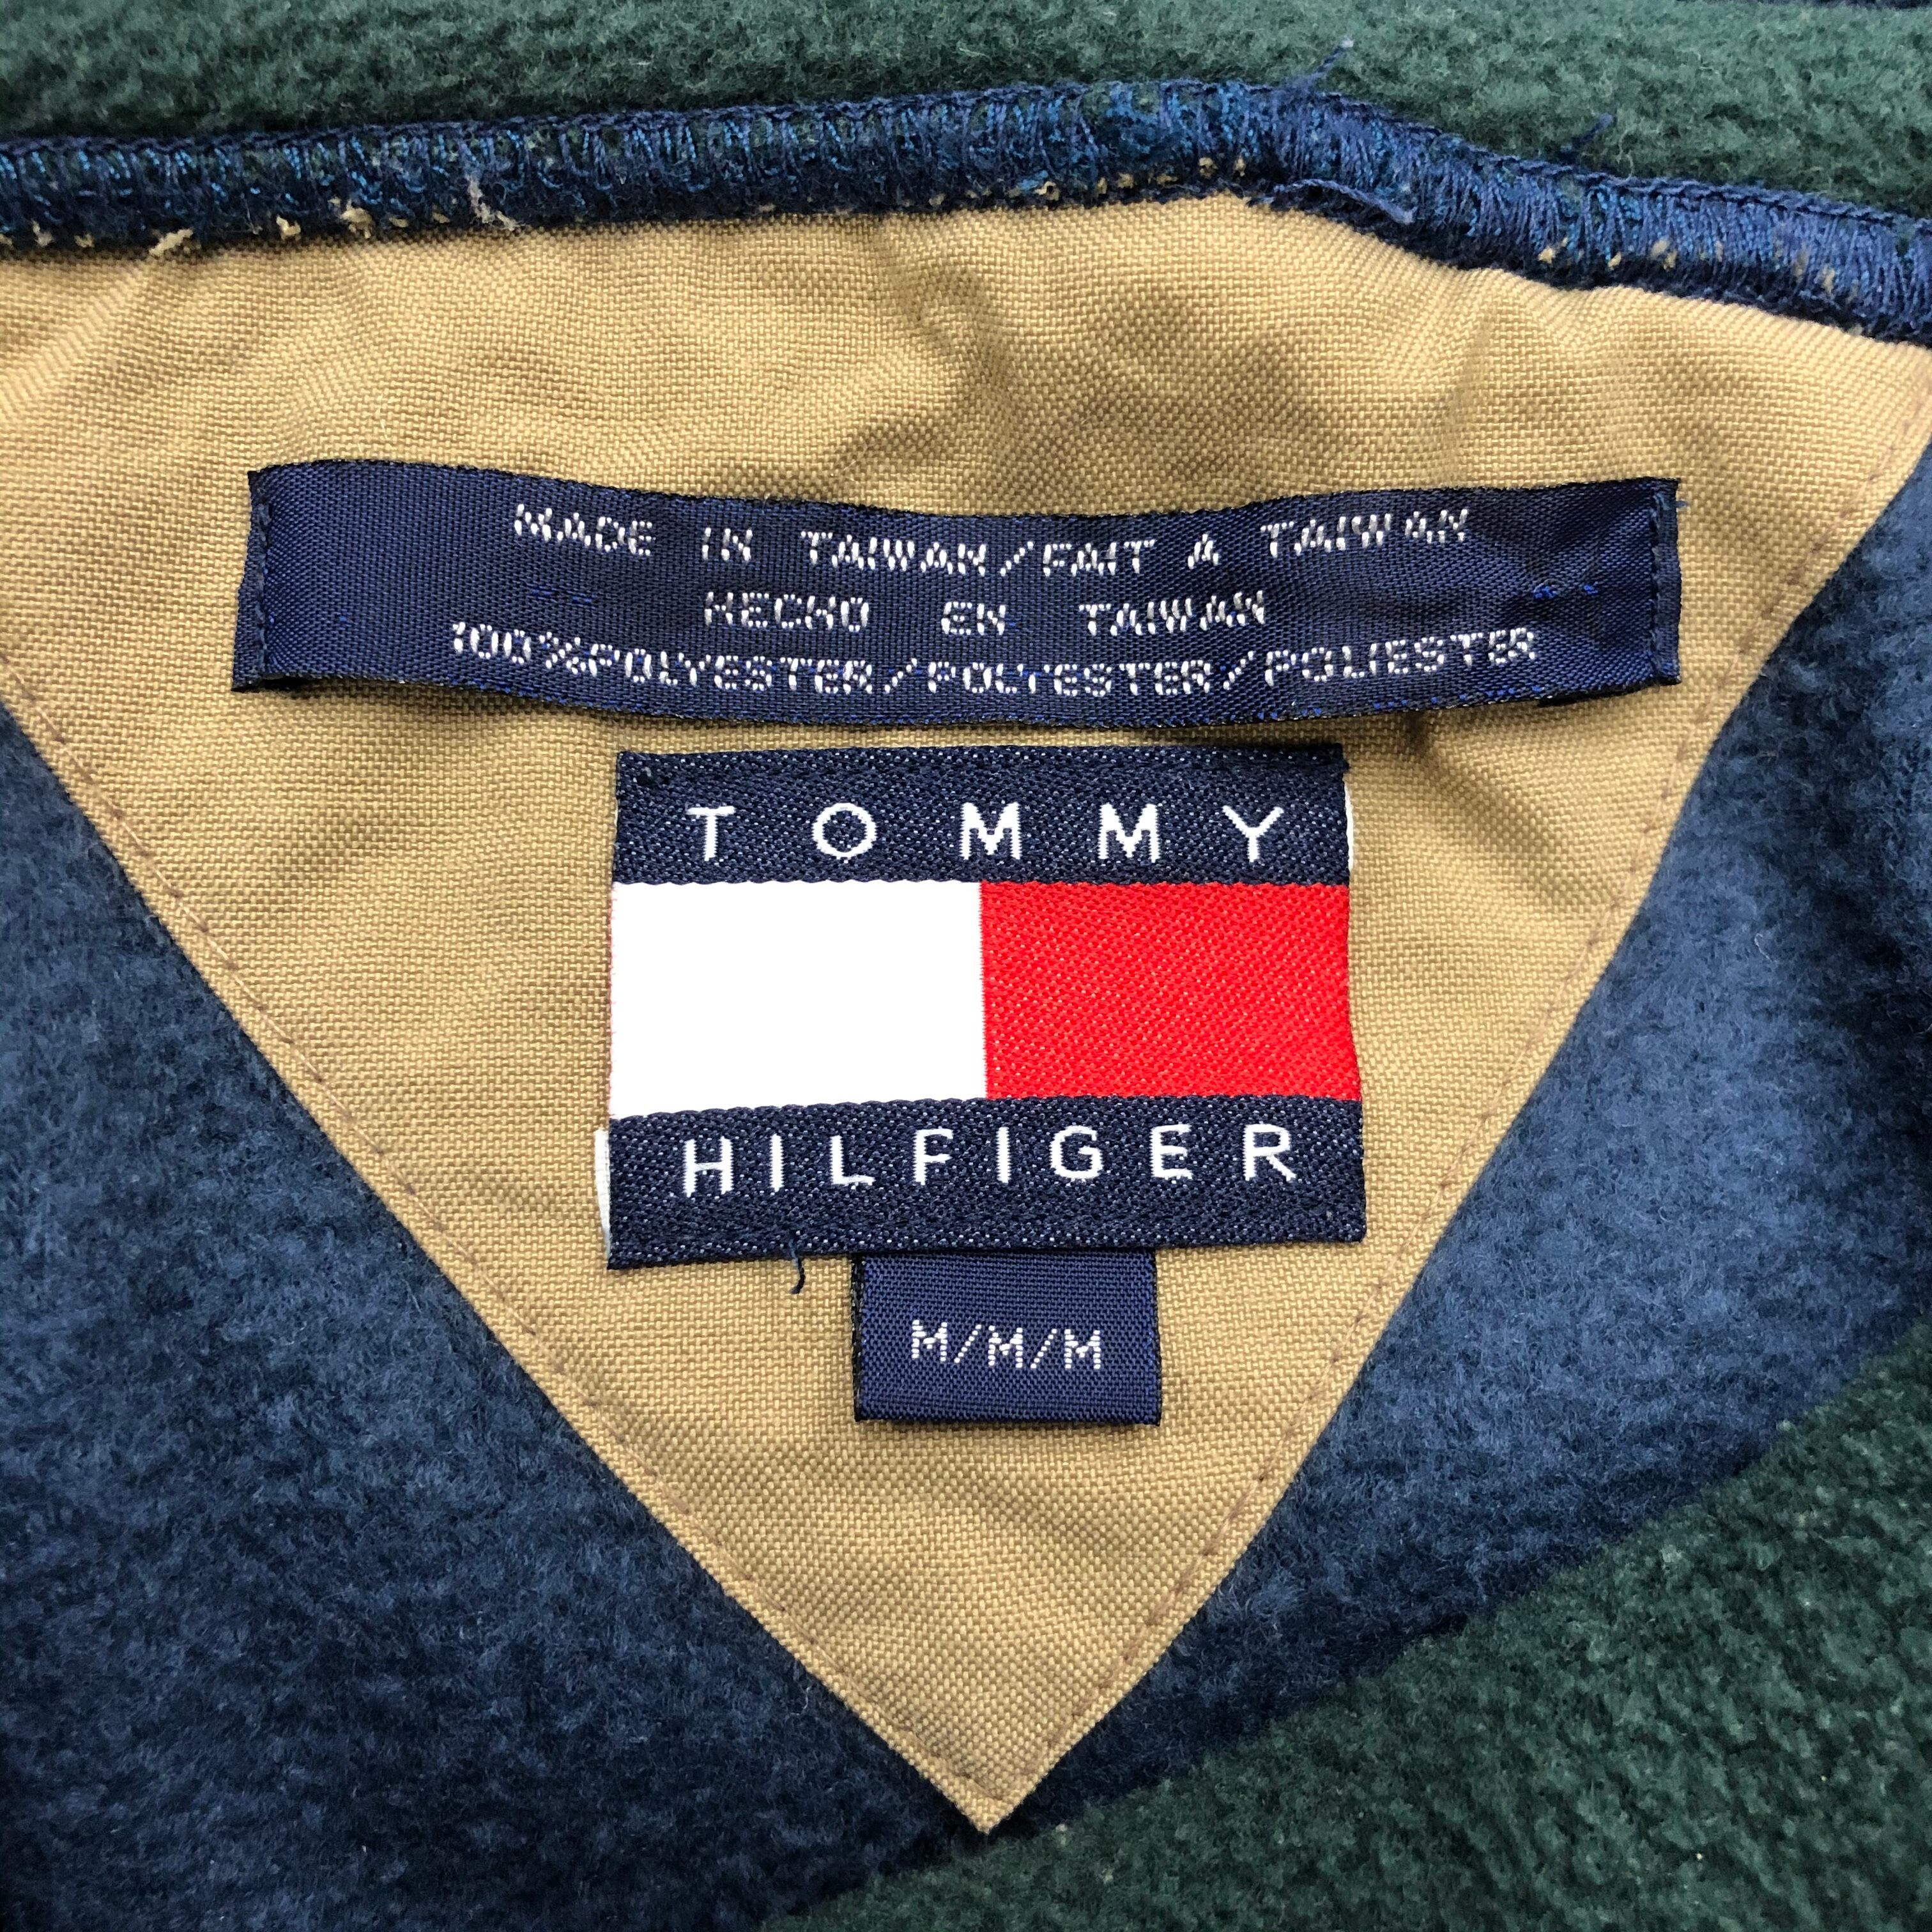 MADE IN TAIWAN/FAIT A TAIWAN
HECHO EN TAIWAN
100%POLYESTER/POLYESTER/POLIESTER
TOMMY
HILFIGER
M/M/M